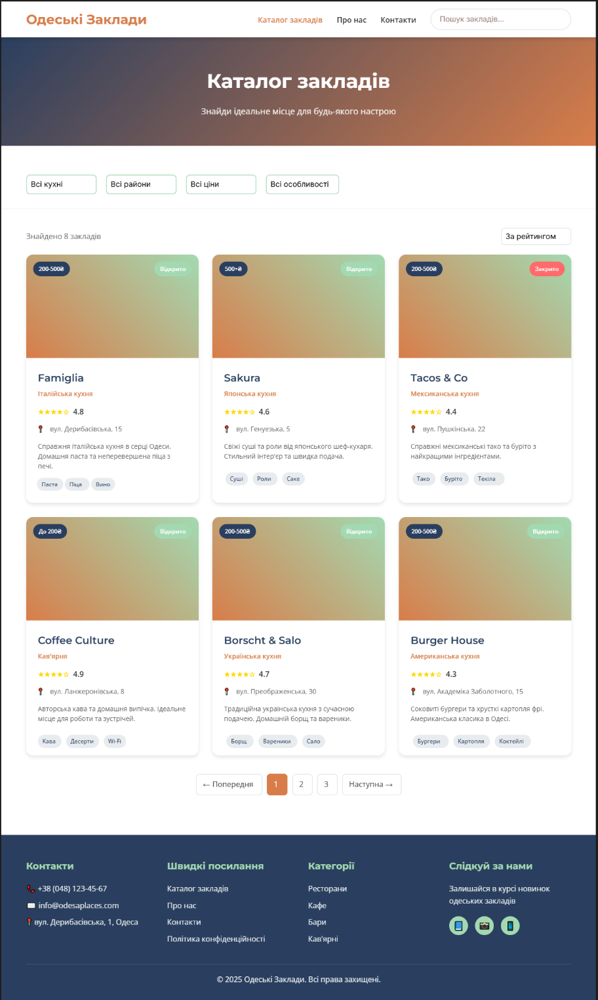 Одеські Заклади
Каталог закладів
Про нас
Контакти
Пошук закладів...
Каталог закладів
Знайди ідеальне місце для будь-якого настрою
Всі кухні
Всі райони
Всі ціни
Всі особливості
Знайдено 8 закладів
За рейтингом
200-500₴
Відкрито
Famiglia
Італійська кухня
★★★★☆ 4.8
вул. Дерибасівська, 15
Справжня італійська кухня в серці Одеси.
Домашня паста та неперевершена піца з
печі.
Паста
Піца
Вино
500+₴
Відкрито
Sakura
Японська кухня
★★★★☆ 4.6
вул. Генуезька, 5
Свіжі суші та роли від японського шеф-кухаря.
Стильний інтер'єр та швидка подача.
Суші
Роли
Саке
200-500₴
Закрито
Tacos & Co
Мексиканська кухня
★★★★☆ 4.4
вул. Пушкінська, 22
Справжні мексиканські тако та буріто з
найкращими інгредієнтами.
Тако
Буріто
Текіла
До 200₴
Відкрито
Coffee Culture
Кав'ярня
★★★★☆ 4.9
вул. Ланжеронівська, 8
Авторська кава та домашня випічка. Ідеальне
місце для роботи та зустрічей.
Кава
Десерти
Wi-Fi
200-500₴
Відкрито
Borscht & Salo
Українська кухня
★★★★☆ 4.7
вул. Преображенська, 30
Традиційна українська кухня з сучасною
подачею. Домашній борщ та вареники.
Борщ
Вареники
Сало
200-500₴
Відкрито
Burger House
Американська кухня
★★★★☆ 4.3
вул. Академіка Заболотного, 15
Соковиті бургери та хрусткі картопля фрі.
Американська класика в Одесі.
Бургери
Картопля
Коктейлі
← Попередня
1
2
3
Наступна →
Контакти
+38 (048) 123-45-67
info@odesaplaces.com
вул. Дерибасівська, 1, Одеса
Швидкі посилання
Каталог закладів
Про нас
Контакти
Політика конфіденційності
Категорії
Ресторани
Кафе
Бари
Кав'ярні
Слідкуй за нами
Залишайся в курсі новинок
одеських закладів
© 2025 Одеські Заклади. Всі права захищені.